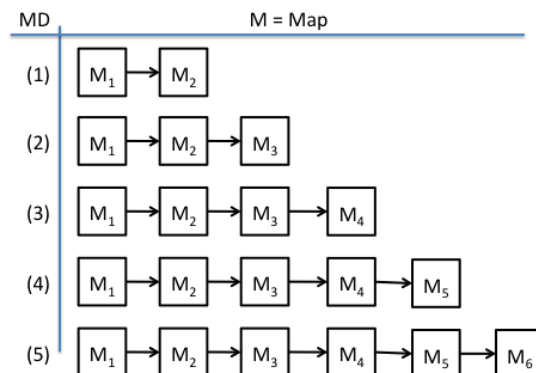 MD M = Map
(1) M₁ M₂
(2) M₁ M₂ M₃
(3) M₁ M₂ M₃ M₄
(4) M₁ M₂ M₃ M₄ M₅
(5) M₁ M₂ M₃ M₄ M₅ M₆